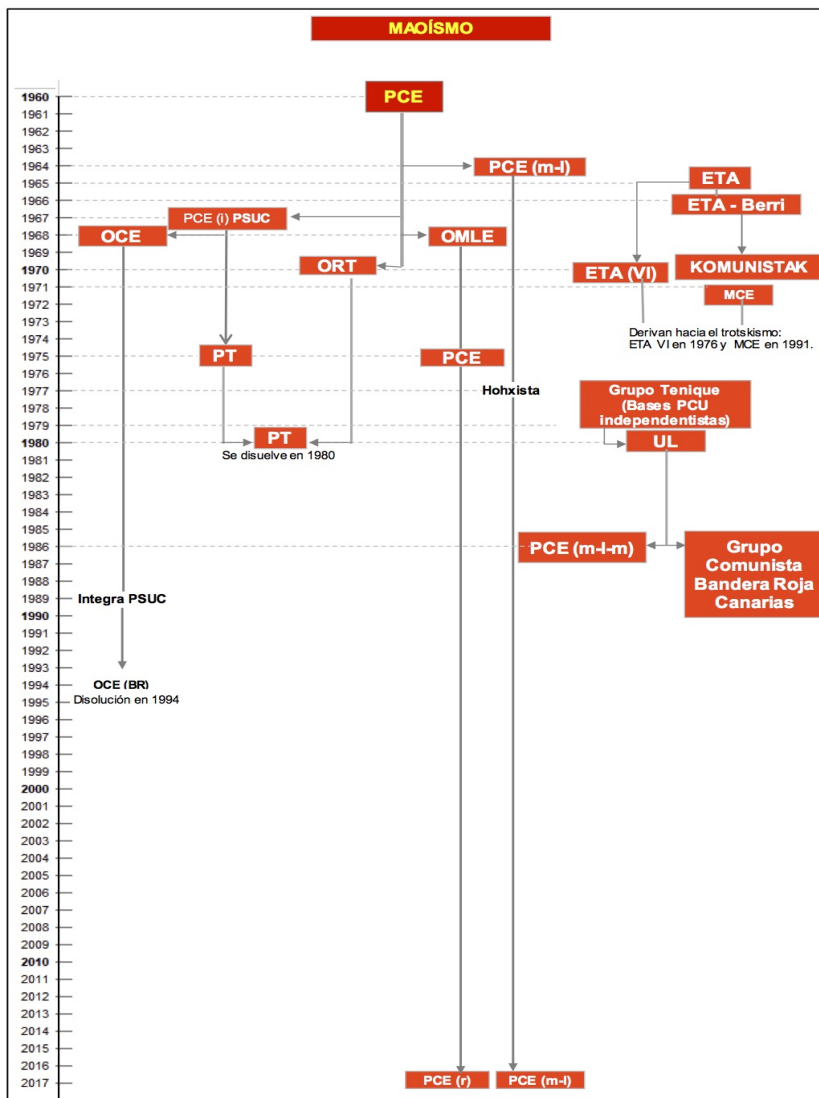 MAOÍSMO
1960
1961
1962
1963
1964
1965
1966
1967
1968
1969
1970
1971
1972
1973
1974
1975
1976
1977
1978
1979
1980
1981
1982
1983
1984
1985
1986
1987
1988
1989
1990
1991
1992
1993
1994
1995
1996
1997
1998
1999
2000
2001
2002
2003
2004
2005
2006
2007
2008
2009
2010
2011
2012
2013
2014
2015
2016
2017
PCE
PCE (m-l)
ETA
ETA - Berri
PCE (i) PSUC
OCE
OMLE
ORT
ETA (VI)
KOMUNISTAK
MCE
Derivan hacia el trotskismo:
ETA VI en 1976 y MCE en 1991.
PT
PCE
Hohxista
Grupo Tenique
(Bases PCU
independentistas)
PT
UL
Se disuelve en 1980
PCE (m-l-m)
Grupo
Comunista
Bandera Roja
Canarias
Integra PSUC
OCE (BR)
Disolución en 1994
PCE (r)
PCE (m-l)